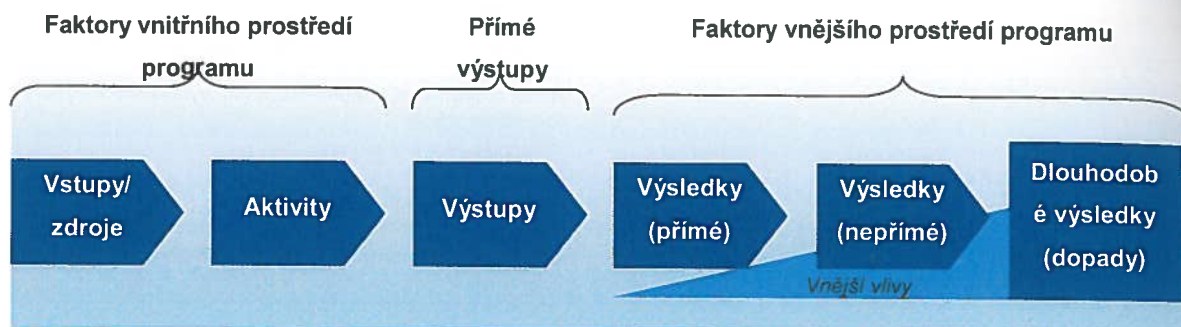 Faktory vnitřního prostředí
programu
Přímé
výstupy
Faktory vnějšího prostředí programu
Vstupy/
zdroje
Aktivity
Výstupy
Výsledky
(přímé)
Výsledky
(nepřímé)
Dlouhodob
é výsledky
(dopady)
Vnější vlivy